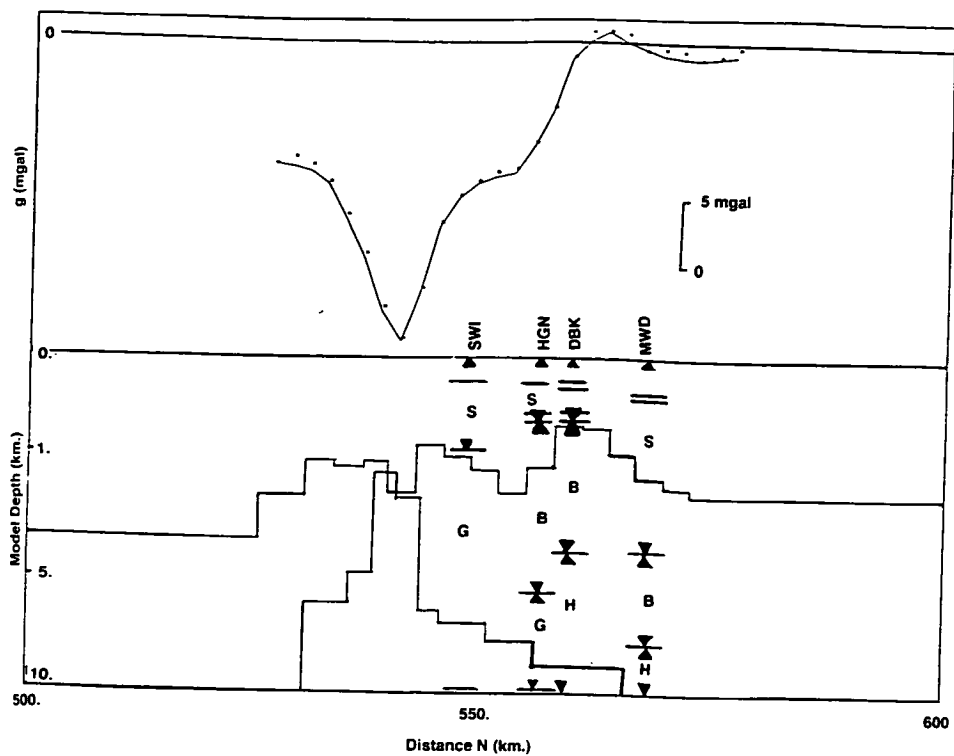 0
g (mgal)
5 mgal
0
SWI
HGN
DBK
MWD
0.
S
S
S
1.
Model Depth (km.)
B
G
B
5.
H
B
G
H
10.
500.
550.
600
Distance N (km.)